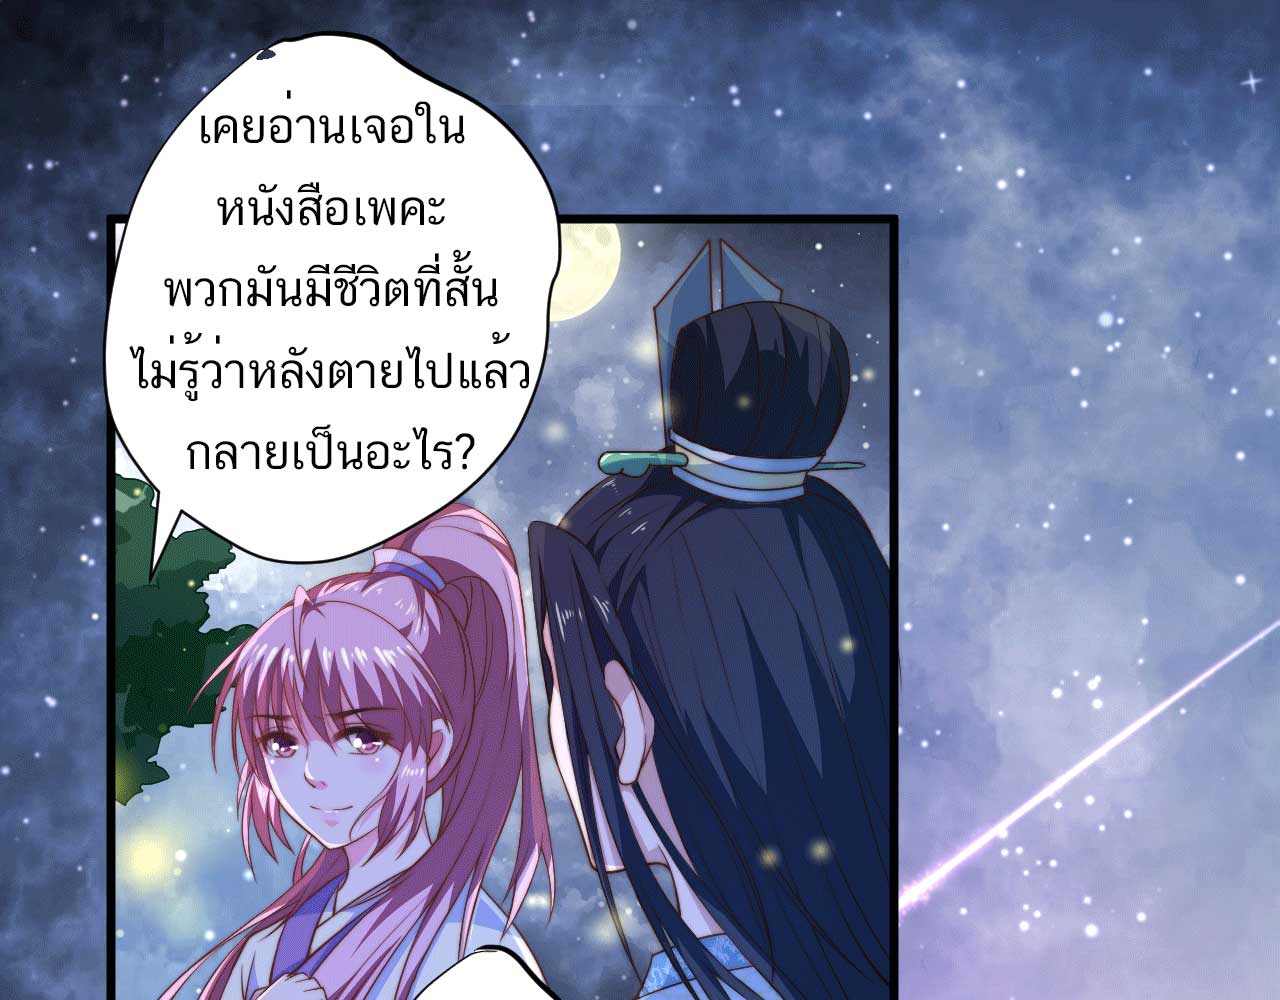 เคยอ่านเจอใน
หนังสือเพคะ
พวกมันมีชีวิตที่สั้น
ไม่รู้ว่าหลังตายไปแล้ว
กลายเป็นอะไร?